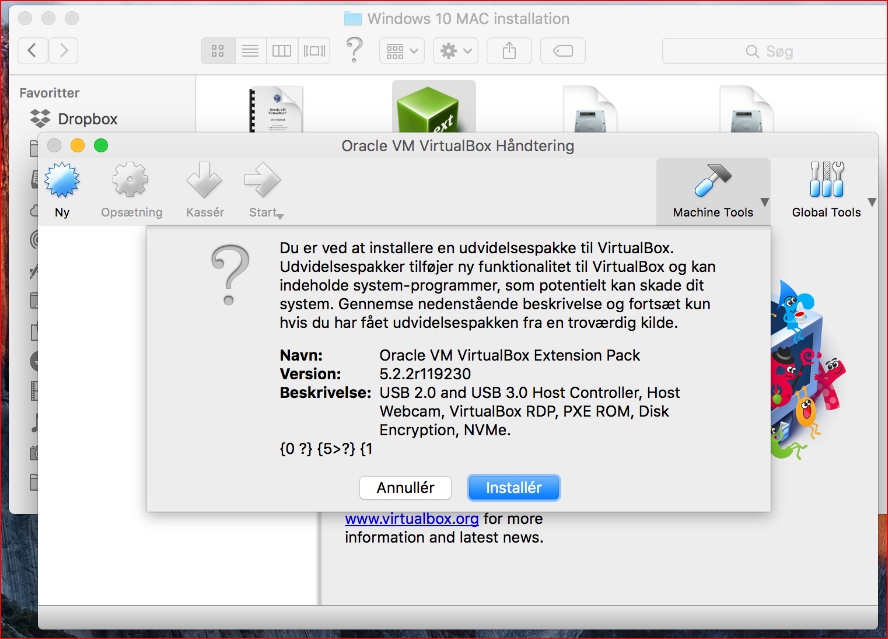 Windows 10 MAC installation
Søg
Favoritter
Dropbox
Oracle VM VirtualBox Håndtering
Ny
Opsætning
Kassér
Start
Machine Tools
Global Tools
Du er ved at installere en udvidelsespakke til VirtualBox.
Udvidelsespakker tilføjer ny funktionalitet til VirtualBox og kan
indeholde system-programmer, som potentielt kan skade dit
system. Gennemse nedenstående beskrivelse og fortsæt kun
hvis du har fået udvidelsespakken fra en troværdig kilde.
Navn: Oracle VM VirtualBox Extension Pack
Version: 5.2.2r119230
Beskrivelse: USB 2.0 and USB 3.0 Host Controller, Host
Webcam, VirtualBox RDP, PXE ROM, Disk
Encryption, NVMe.
{0 ?} {5>?} {1
Annullér
Installér
www.virtualbox.org for more
information and latest news.